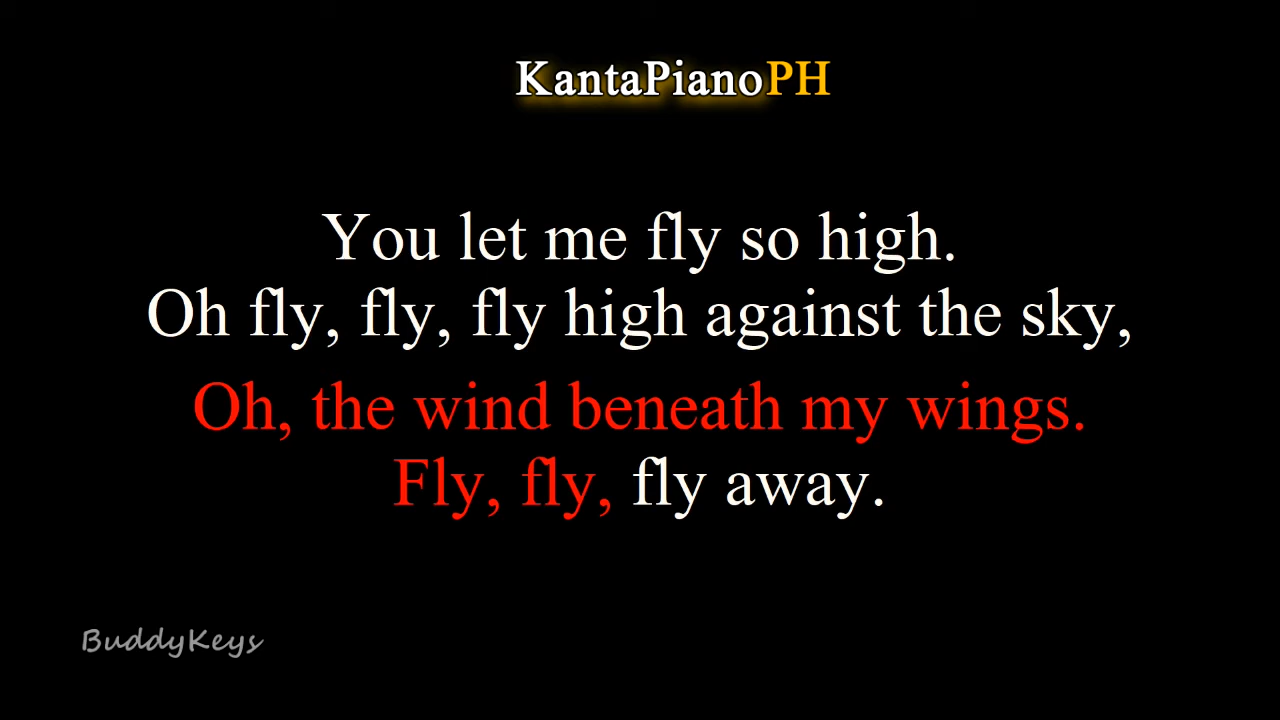 KantaPianoPH
You let me fly so high.
Oh fly, fly, fly high against the sky,
Oh, the wind beneath my wings.
Fly, fly, fly away.
BuddyKeys